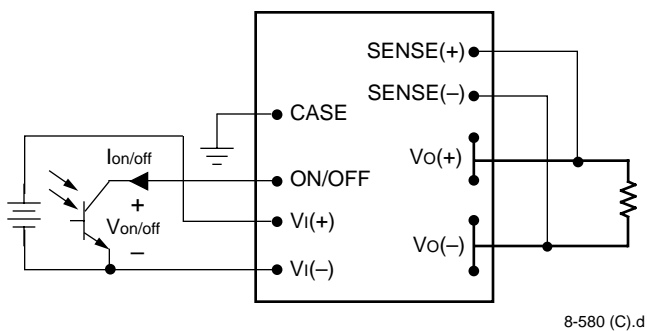 SENSE(+)
SENSE(–)
CASE
Ion/off
VO(+)
ON/OFF
+
Von/off
VI(+)
–
VO(–)
VI(–)
8-580 (C).d